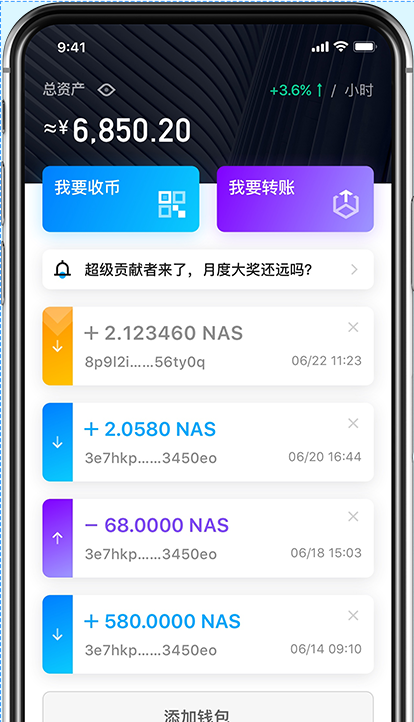 9:41
总资产 +3.6%↑ / 小时
≈¥6,850.20
我要收币 我要转账
超级贡献者来了，月度大奖还远吗？
+ 2.123460 NAS
8p9l2i……56ty0q 06/22 11:23
+ 2.0580 NAS
3e7hkp……3450eo 06/20 16:44
− 68.0000 NAS
3e7hkp……3450eo 06/18 15:03
+ 580.0000 NAS
3e7hkp……3450eo 06/14 09:10
添加钱包